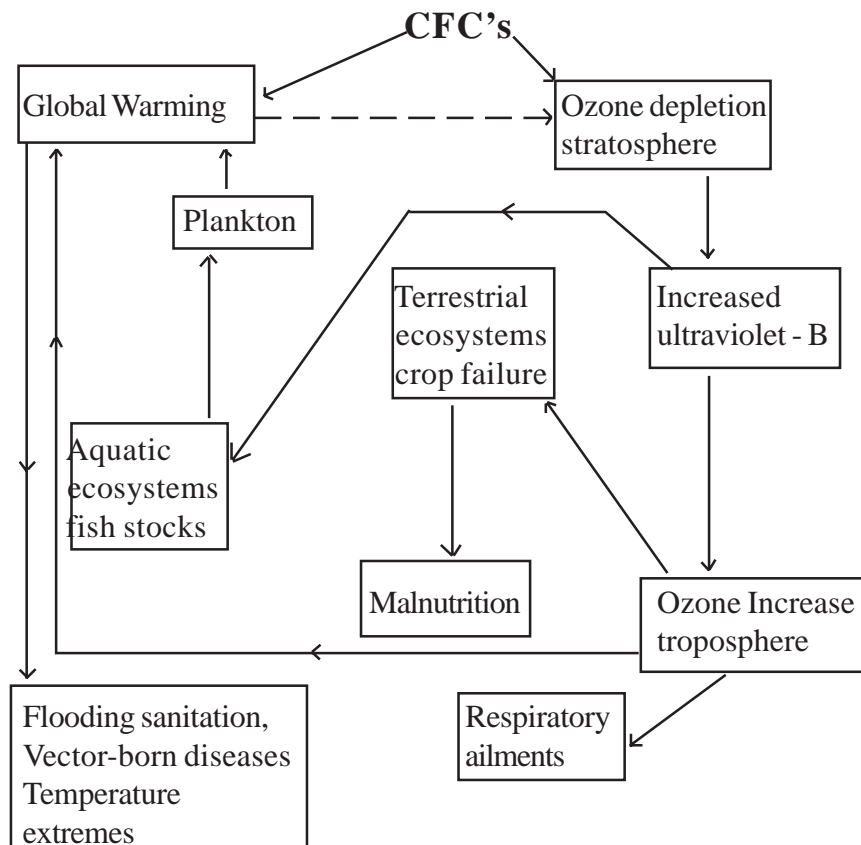 CFC's
Global Warming
Ozone depletion
stratosphere
Plankton
Terrestrial
ecosystems
crop failure
Increased
ultraviolet - B
Aquatic
ecosystems
fish stocks
Malnutrition
Ozone Increase
troposphere
Flooding sanitation,
Vector-born diseases
Temperature
extremes
Respiratory
ailments